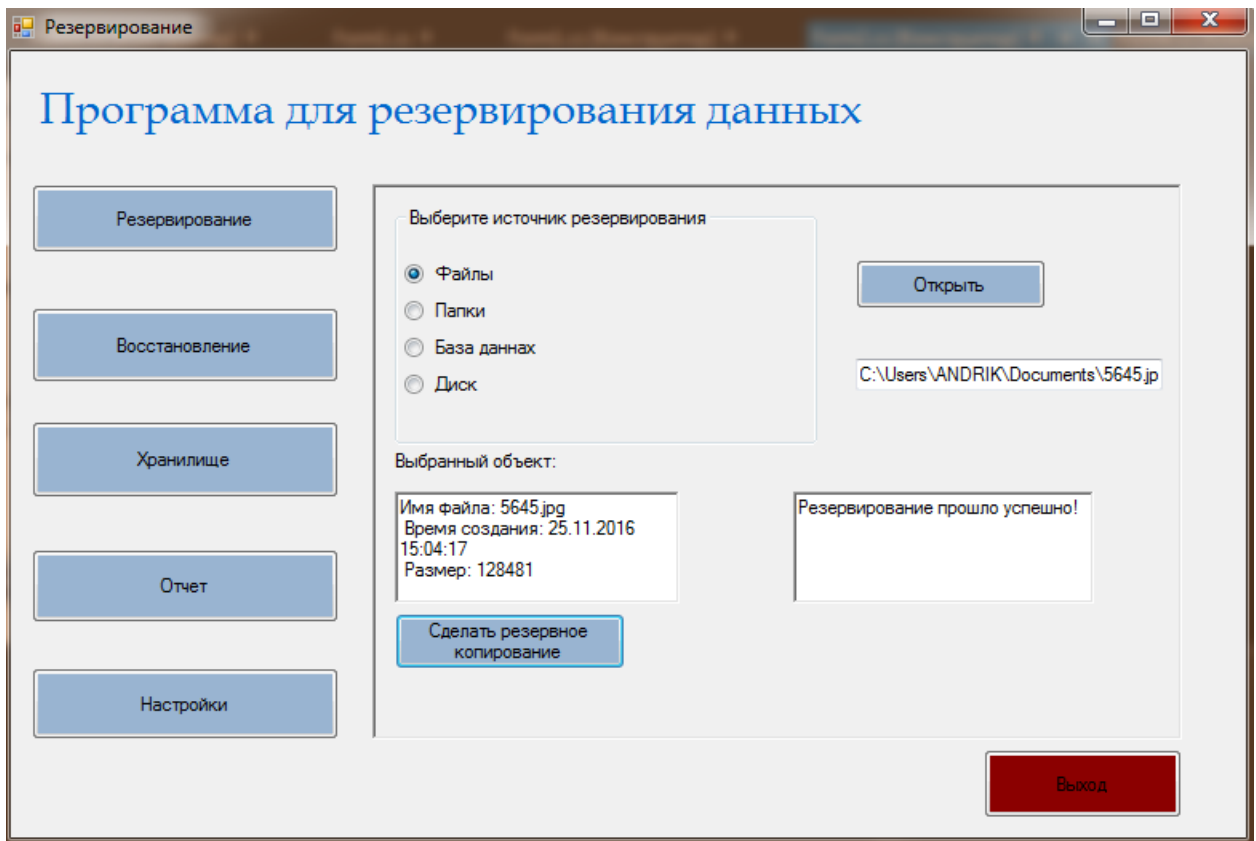 Резервирование
Программа для резервирования данных
Резервирование
Восстановление
Хранилище
Отчет
Настройки
Выберите источник резервирования
Файлы
Папки
База даннах
Диск
Открыть
C:\Users\ANDRIK\Documents\5645.jp
Выбранный объект:
Имя файла: 5645.jpg
Время создания: 25.11.2016
15:04:17
Размер: 128481
Резервирование прошло успешно!
Сделать резервное
копирование
Выход